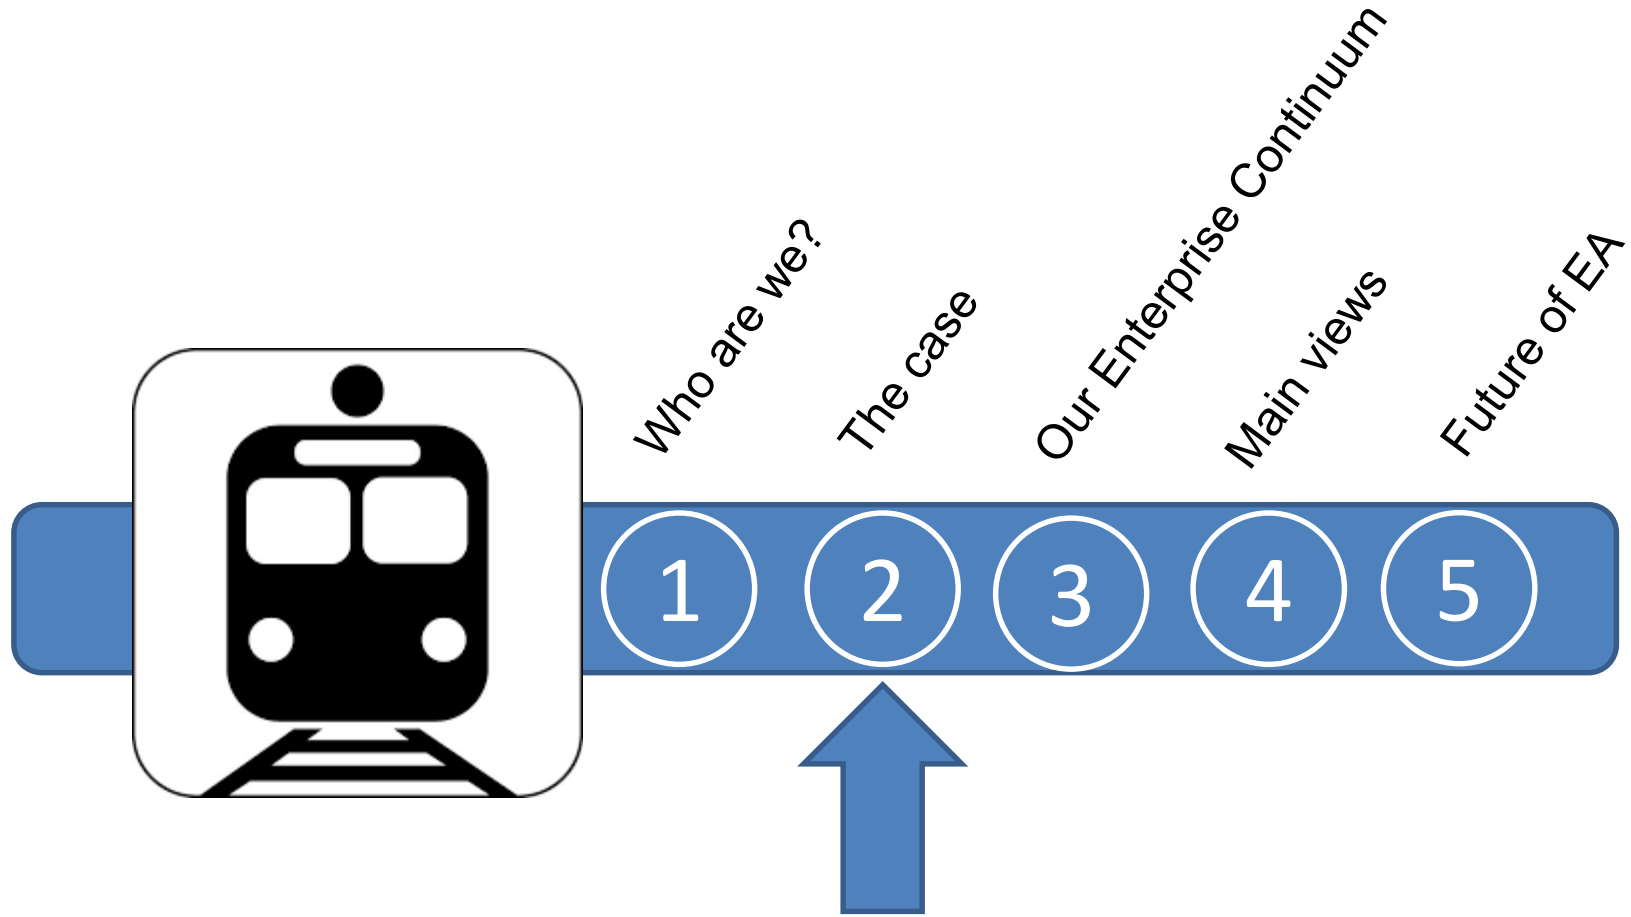 Who are we?
The case
Our Enterprise Continuum
Main views
Future of EA
1
2
3
4
5